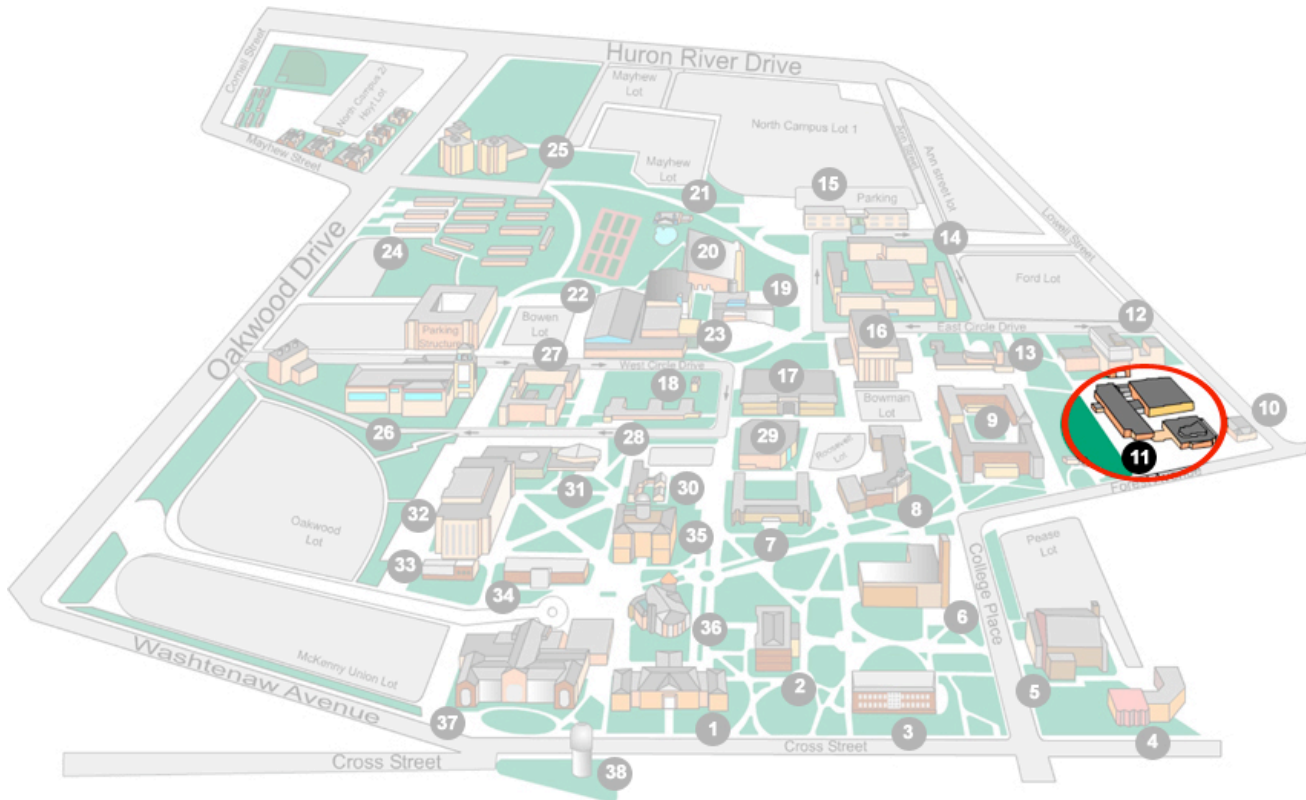 Huron River Drive
Cornell Street
Mayhew
Lot
North Campus 2/
Hoyt Lot
North Campus Lot 1
Ann Street
Ann street lot
Mayhew Street
25
Mayhew
Lot
Lowell Street
21
15
Parking
Oakwood Drive
24
20
14
Ford Lot
22
19
Bowen
Lot
Parking
Structure
23
16
East Circle Drive
12
27
West Circle Drive
13
18
17
Bowman
Lot
9
10
26
28
29
Roosevelt
Lot
11
Forest Avenue
31
30
32
8
Oakwood
Lot
35
7
College Place
Pease
Lot
33
34
6
36
McKenny Union Lot
2
5
Washtenaw Avenue
37
1
3
4
Cross Street
Cross Street
38